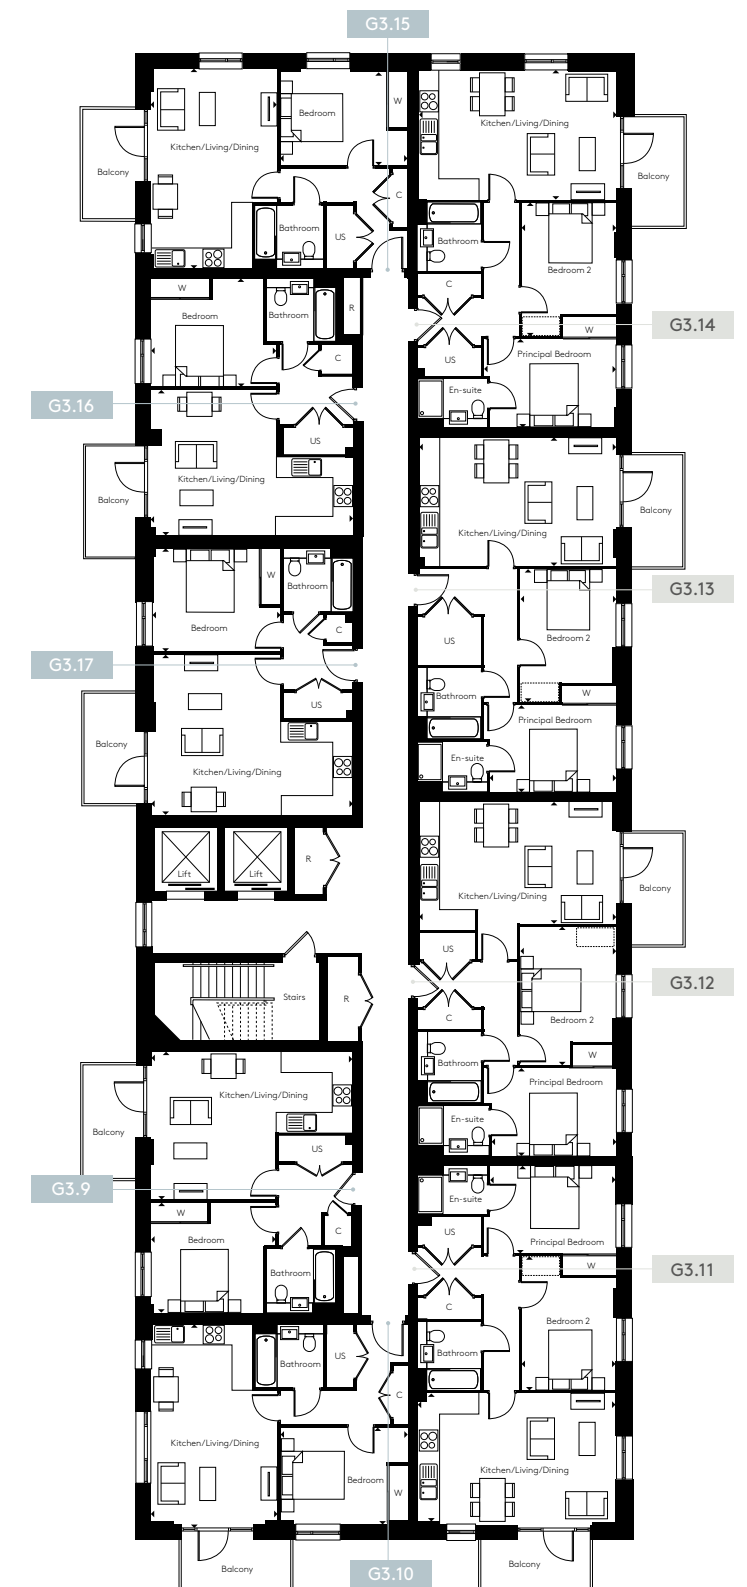 G3.15
Kitchen/Living/Dining
Bedroom
W
Kitchen/Living/Dining
Balcony
Balcony
C
Bathroom
US
Bathroom
Bedroom 2
C
W
Bedroom
Bathroom
R
G3.14
W
US
Principal Bedroom
C
En-suite
G3.16
US
Kitchen/Living/Dining
Balcony
Kitchen/Living/Dining
Balcony
W
Bathroom
G3.13
Bedroom
C
US
Bedroom 2
G3.17
US
Bathroom
W
Principal Bedroom
Balcony
En-suite
Kitchen/Living/Dining
Lift
Lift
R
Kitchen/Living/Dining
Balcony
US
G3.12
Stairs
R
C
Bedroom 2
W
Bathroom
Kitchen/Living/Dining
Principal Bedroom
Balcony
En-suite
US
G3.9
W
En-suite
Bedroom
C
US
Principal Bedroom
Bathroom
W
G3.11
C
Bedroom 2
Bathroom
US
Bathroom
C
Kitchen/Living/Dining
Bedroom
W
Kitchen/Living/Dining
Balcony
Balcony
G3.10